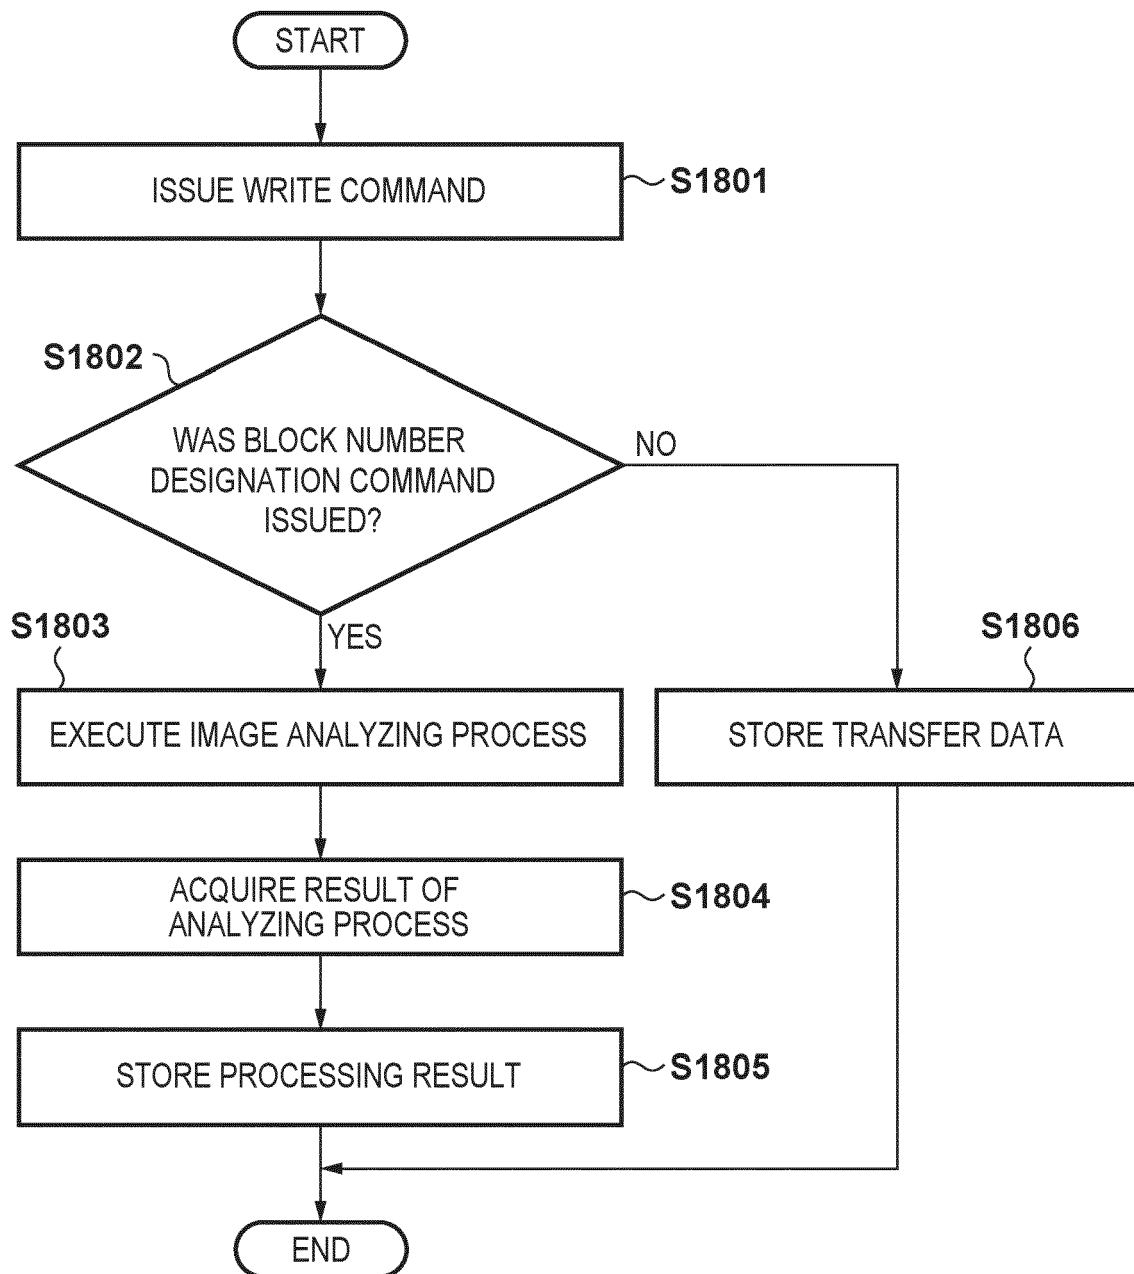 START
ISSUE WRITE COMMAND
S1801
S1802
WAS BLOCK NUMBER
DESIGNATION COMMAND
ISSUED?
NO
YES
S1803
EXECUTE IMAGE ANALYZING PROCESS
S1806
STORE TRANSFER DATA
ACQUIRE RESULT OF
ANALYZING PROCESS
S1804
STORE PROCESSING RESULT
S1805
END